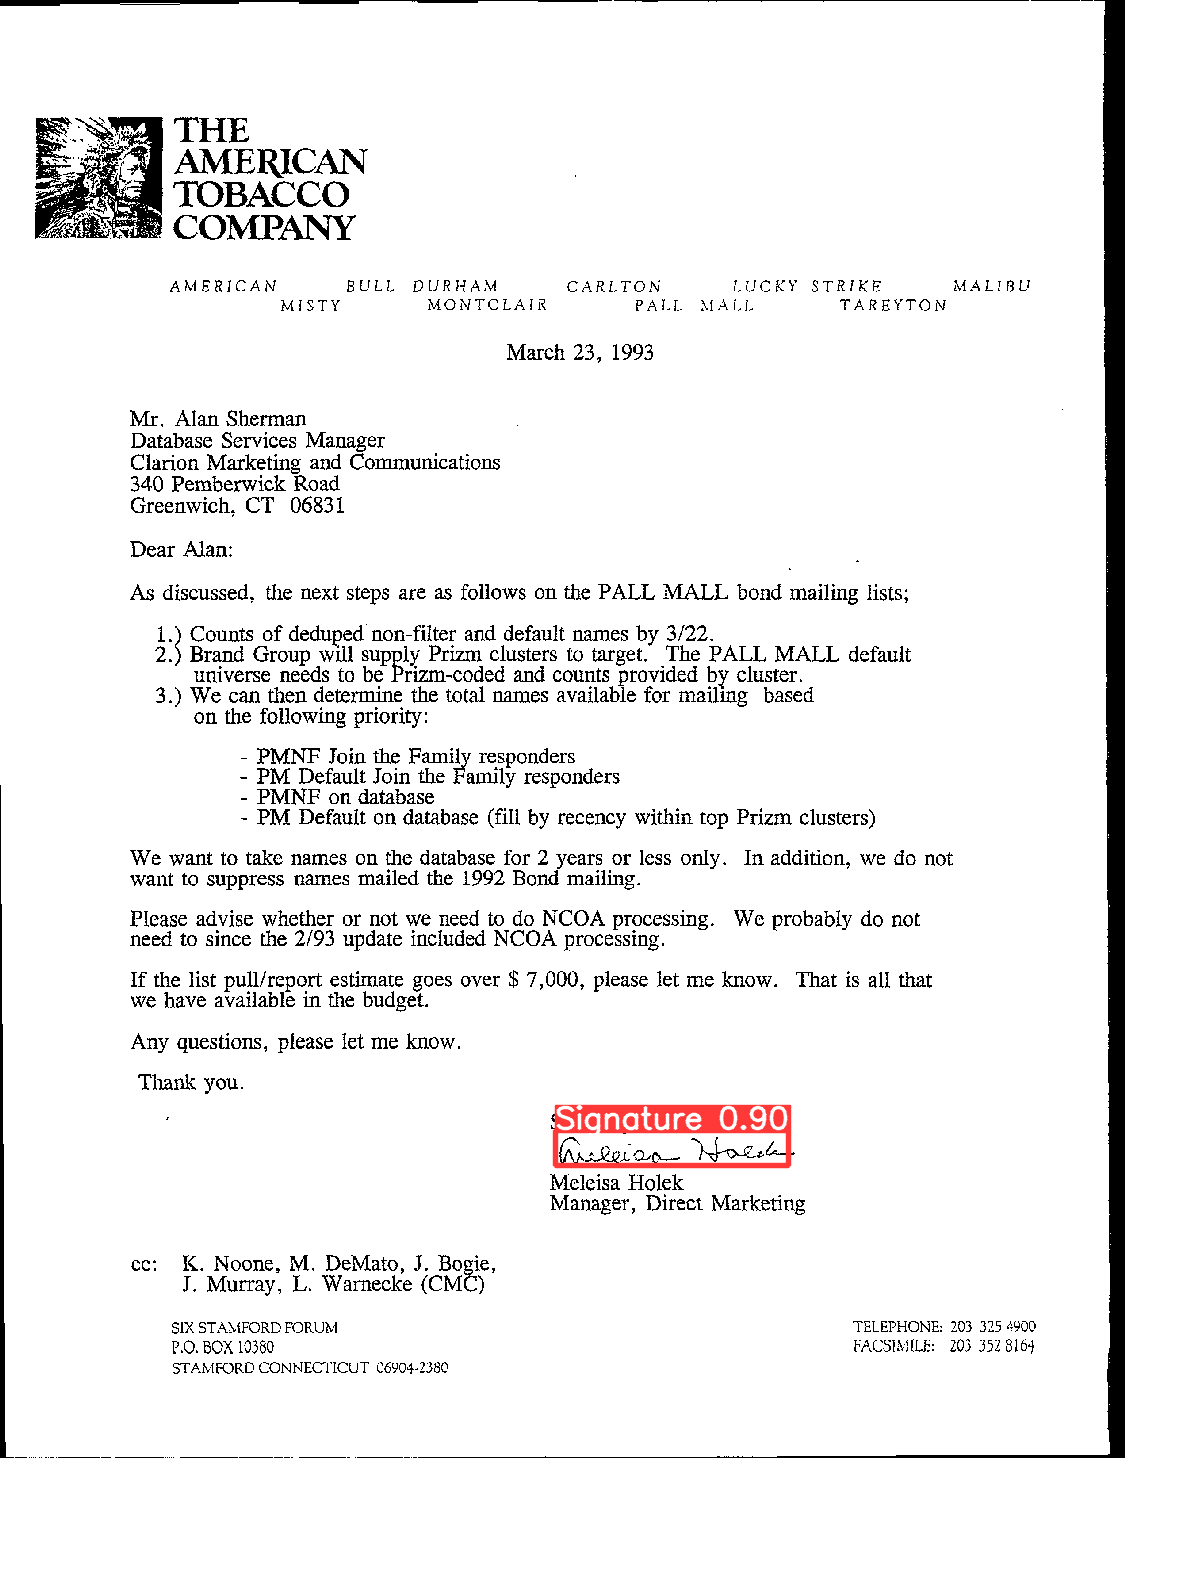 THE
AMERICAN
TOBACCO
COMPANY
AMERICAN BULL DURHAM CARLTON LUCKY STRIKE MALIBU
MISTY MONTCLAIR PALL MALL TAREYTON
March 23, 1993
Mr. Alan Sherman
Database Services Manager
Clarion Marketing and Communications
340 Pemberwick Road
Greenwich, CT 06831
Dear Alan:
As discussed, the next steps are as follows on the PALL MALL bond mailing lists;
1.) Counts of deduped non-filter and default names by 3/22.
2.) Brand Group will supply Prizm clusters to target. The PALL MALL default
universe needs to be Prizm-coded and counts provided by cluster.
3.) We can then determine the total names available for mailing based
on the following priority:
- PMNF Join the Family responders
- PM Default Join the Family responders
- PMNF on database
- PM Default on database (fill by recency within top Prizm clusters)
We want to take names on the database for 2 years or less only. In addition, we do not
want to suppress names mailed the 1992 Bond mailing.
Please advise whether or not we need to do NCOA processing. We probably do not
need to since the 2/93 update included NCOA processing.
If the list pull/report estimate goes over $ 7,000, please let me know. That is all that
we have available in the budget.
Any questions, please let me know.
Thank you.
Signature 0.90
Meleisa Holek
Meleisa Holek
Manager, Direct Marketing
cc: K. Noone, M. DeMato, J. Bogie,
J. Murray, L. Warnecke (CMC)
SIX STAMFORD FORUM
P.O. BOX 10380
STAMFORD CONNECTICUT 06904-2380
TELEPHONE: 203 325 4900
FACSIMILE: 203 352 8164